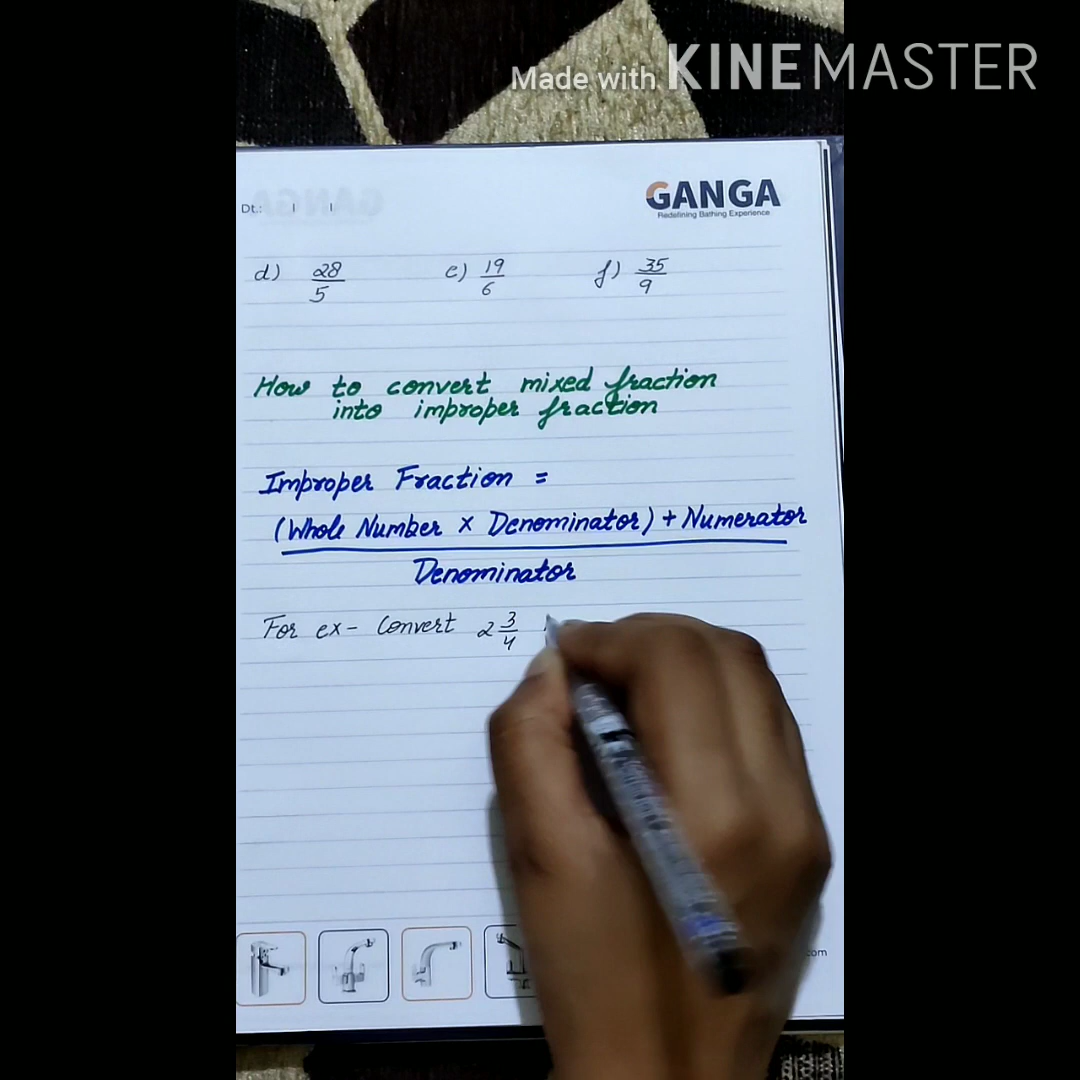 Made with KINEMASTER
GANGA
Redefining Bathing Experience
Dt.: | |
d) 28/5 e) 19/6 f) 35/9
How to convert mixed fraction
into improper fraction
Improper Fraction =
(Whole Number × Denominator) + Numerator
Denominator
For ex - Convert 2 3/4
com